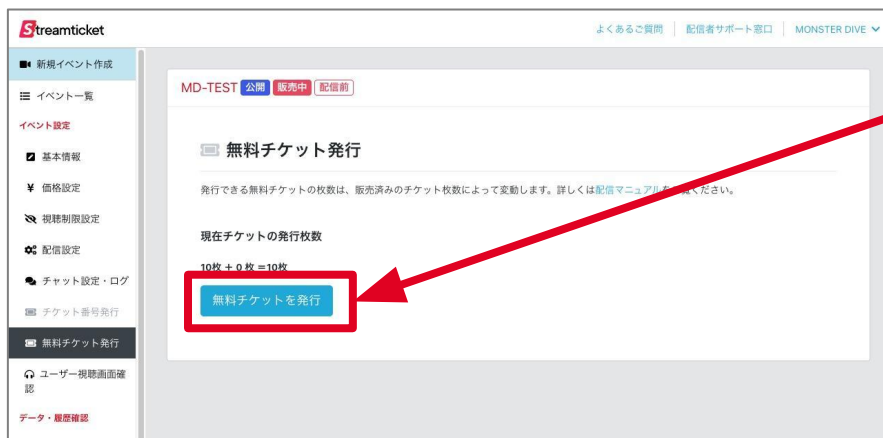 Streamticket
よくあるご質問
配信者サポート窓口
MONSTER DIVE
新規イベント作成
イベント一覧
イベント設定
基本情報
¥ 価格設定
視聴制限設定
配信設定
チャット設定・ログ
チケット番号発行
無料チケット発行
ユーザー視聴画面確
認
データ・履歴確認
MD-TEST 公開 販売中 配信前
無料チケット発行
発行できる無料チケットの枚数は、販売済みのチケット枚数によって変動します。詳しくは配信マニュアルをご覧ください。
現在チケットの発行枚数
10枚 + 0 枚 =10枚
無料チケットを発行